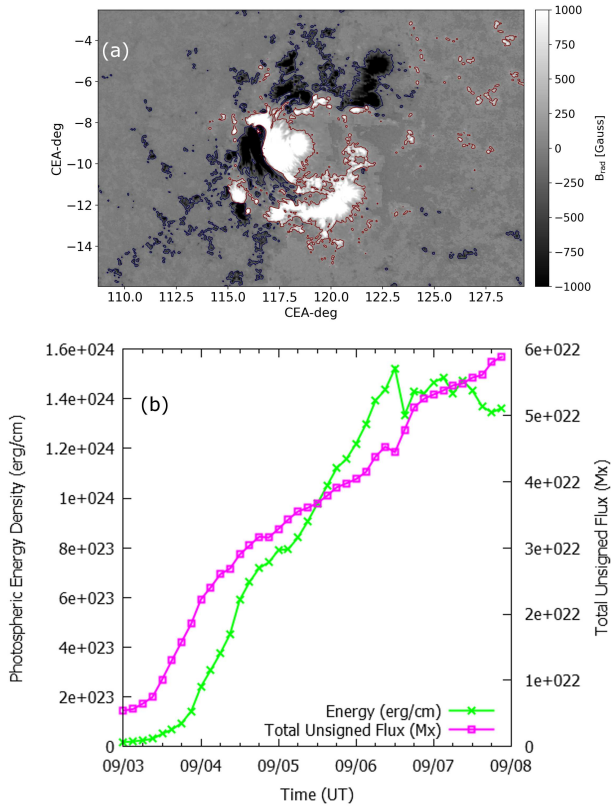 (a)
CEA-deg
−4
−6
−8
−10
−12
−14
110.0 112.5 115.0 117.5 120.0 122.5 125.0 127.5
CEA-deg
1000
750
500
250
0
−250
−500
−750
−1000
B_rad [Gauss]
(b)
Photospheric Energy Density (erg/cm)
1.6e+024
1.4e+024
1.2e+024
1e+024
8e+023
6e+023
4e+023
2e+023
0
6e+022
5e+022
4e+022
3e+022
2e+022
1e+022
0
Total Unsigned Flux (Mx)
Energy (erg/cm)
Total Unsigned Flux (Mx)
09/03 09/04 09/05 09/06 09/07 09/08
Time (UT)